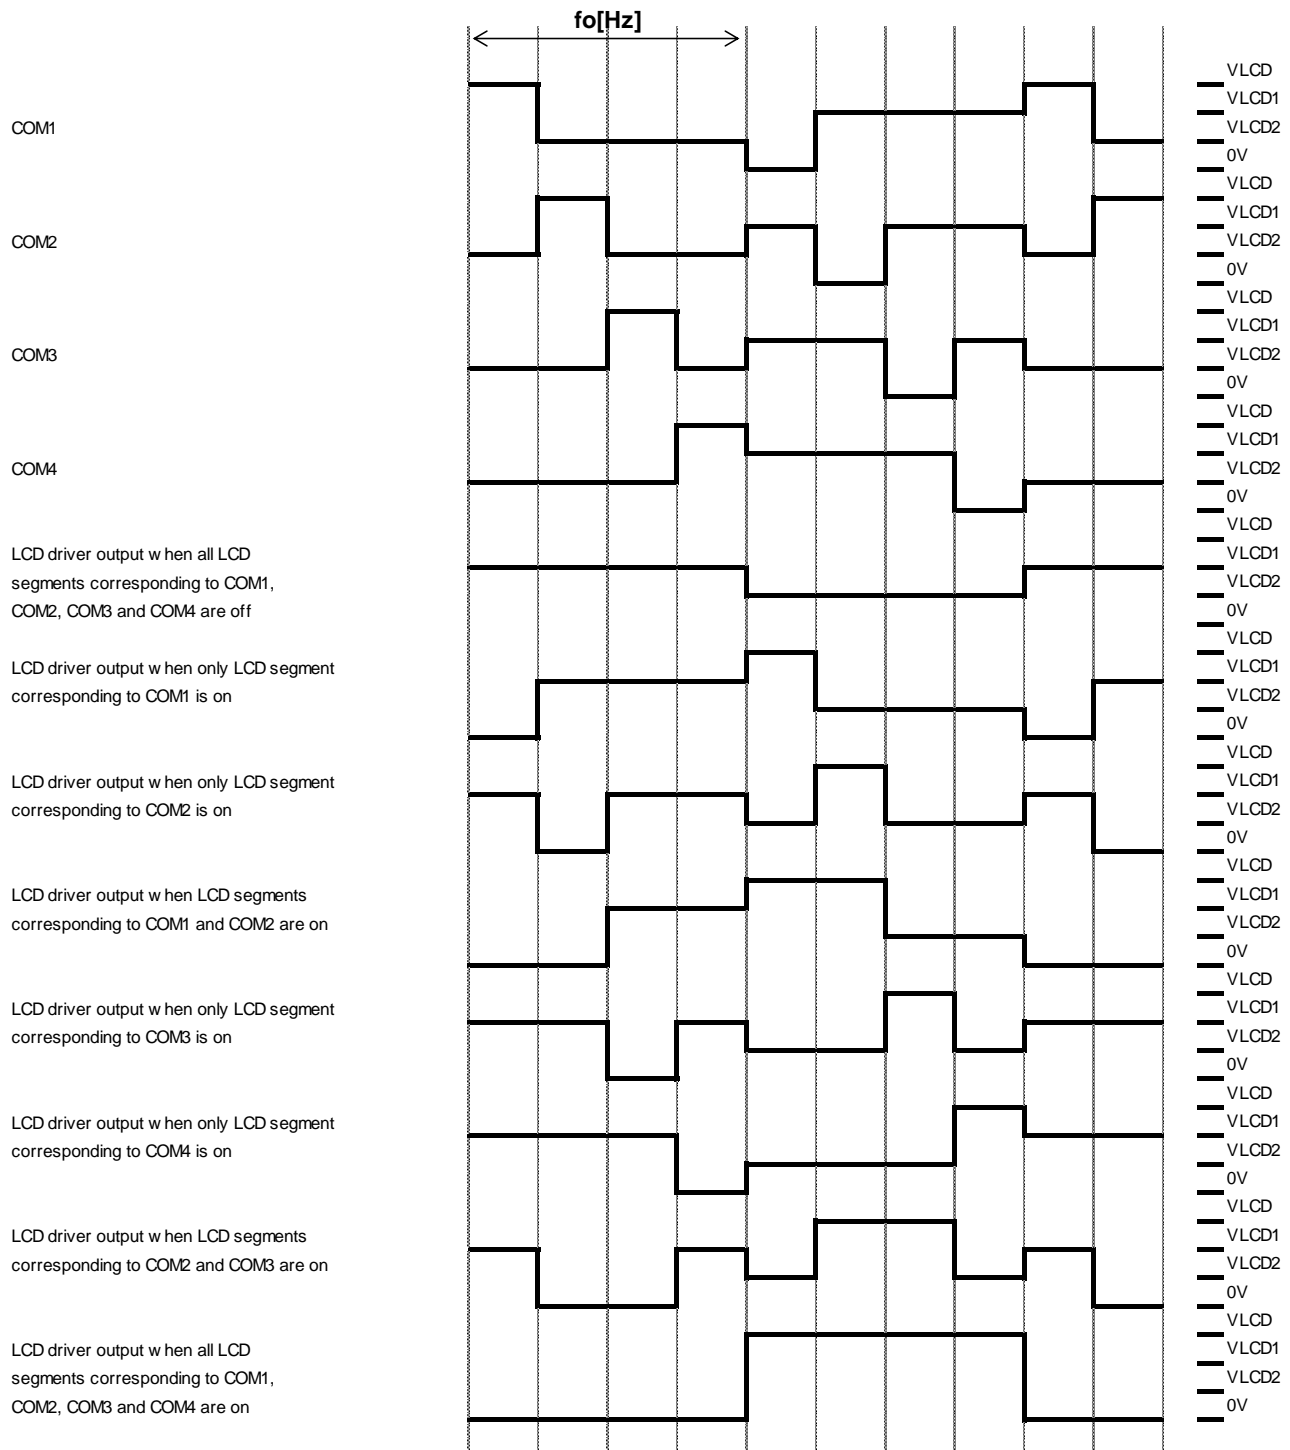 fo[Hz]
VLCD
VLCD1
COM1
VLCD2
0V
VLCD
VLCD1
COM2
VLCD2
0V
VLCD
VLCD1
COM3
VLCD2
0V
VLCD
VLCD1
COM4
VLCD2
0V
VLCD
LCD driver output when all LCD
VLCD1
segments corresponding to COM1,
VLCD2
COM2, COM3 and COM4 are off
0V
VLCD
LCD driver output when only LCD segment
VLCD1
corresponding to COM1 is on
VLCD2
0V
VLCD
LCD driver output when only LCD segment
VLCD1
corresponding to COM2 is on
VLCD2
0V
VLCD
LCD driver output when LCD segments
VLCD1
corresponding to COM1 and COM2 are on
VLCD2
0V
VLCD
LCD driver output when only LCD segment
VLCD1
corresponding to COM3 is on
VLCD2
0V
VLCD
LCD driver output when only LCD segment
VLCD1
corresponding to COM4 is on
VLCD2
0V
VLCD
LCD driver output when LCD segments
VLCD1
corresponding to COM2 and COM3 are on
VLCD2
0V
VLCD
LCD driver output when all LCD
VLCD1
segments corresponding to COM1,
VLCD2
COM2, COM3 and COM4 are on
0V